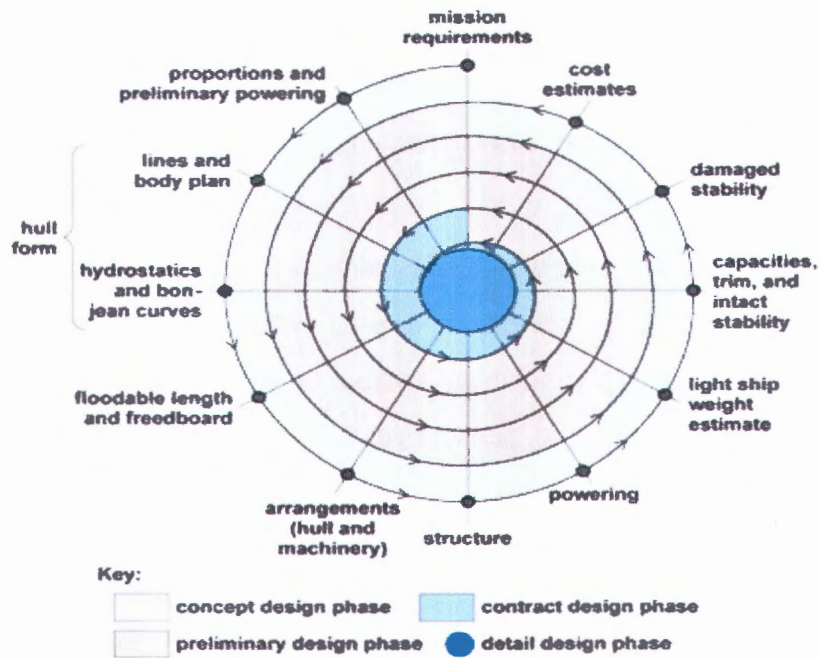 mission
requirements
cost
estimates
damaged
stability
capacities,
trim, and
intact
stability
light ship
weight
estimate
powering
structure
arrangements
(hull and
machinery)
floodable length
and freedboard
hydrostatics
and bon-
jean curves
lines and
body plan
hull
form
proportions and
preliminary powering
Key:
concept design phase
contract design phase
preliminary design phase
detail design phase